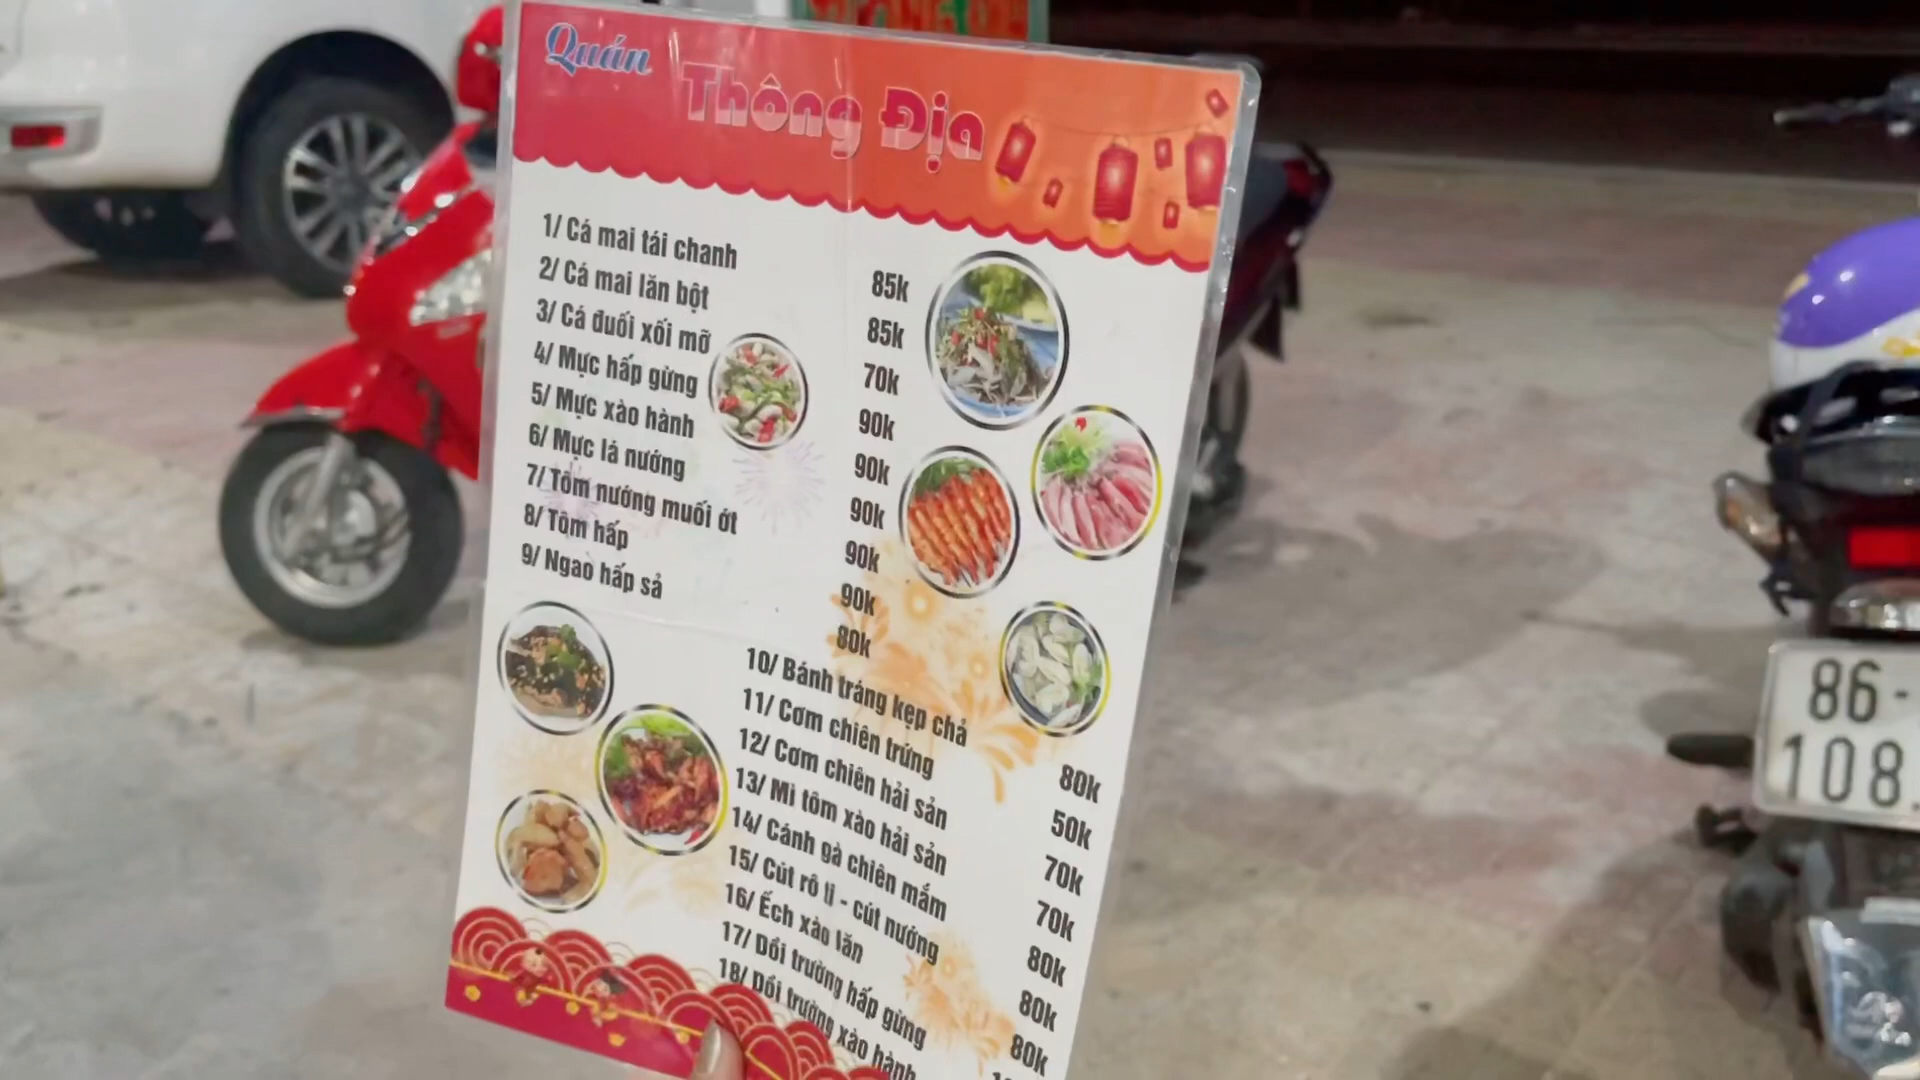 Quán
Thông Địa
1/ Cá mai tái chanh 85k
2/ Cá mai lăn bột 85k
3/ Cá đuối xối mỡ 70k
4/ Mực hấp gừng 90k
5/ Mực xào hành 90k
6/ Mực lá nướng 90k
7/ Tôm nướng muối ớt 90k
8/ Tôm hấp 90k
9/ Ngao hấp sả 80k
10/ Bánh tráng kẹp chả 80k
11/ Cơm chiên trứng 50k
12/ Cơm chiên hải sản 70k
13/ Mì tôm xào hải sản 70k
14/ Cánh gà chiên mắm 80k
15/ Cút rô ti - cút nướng 80k
16/ Ếch xào lăn 80k
17/ Dồi trường hấp gừng
18/ Dồi trường xào hành
86-
108